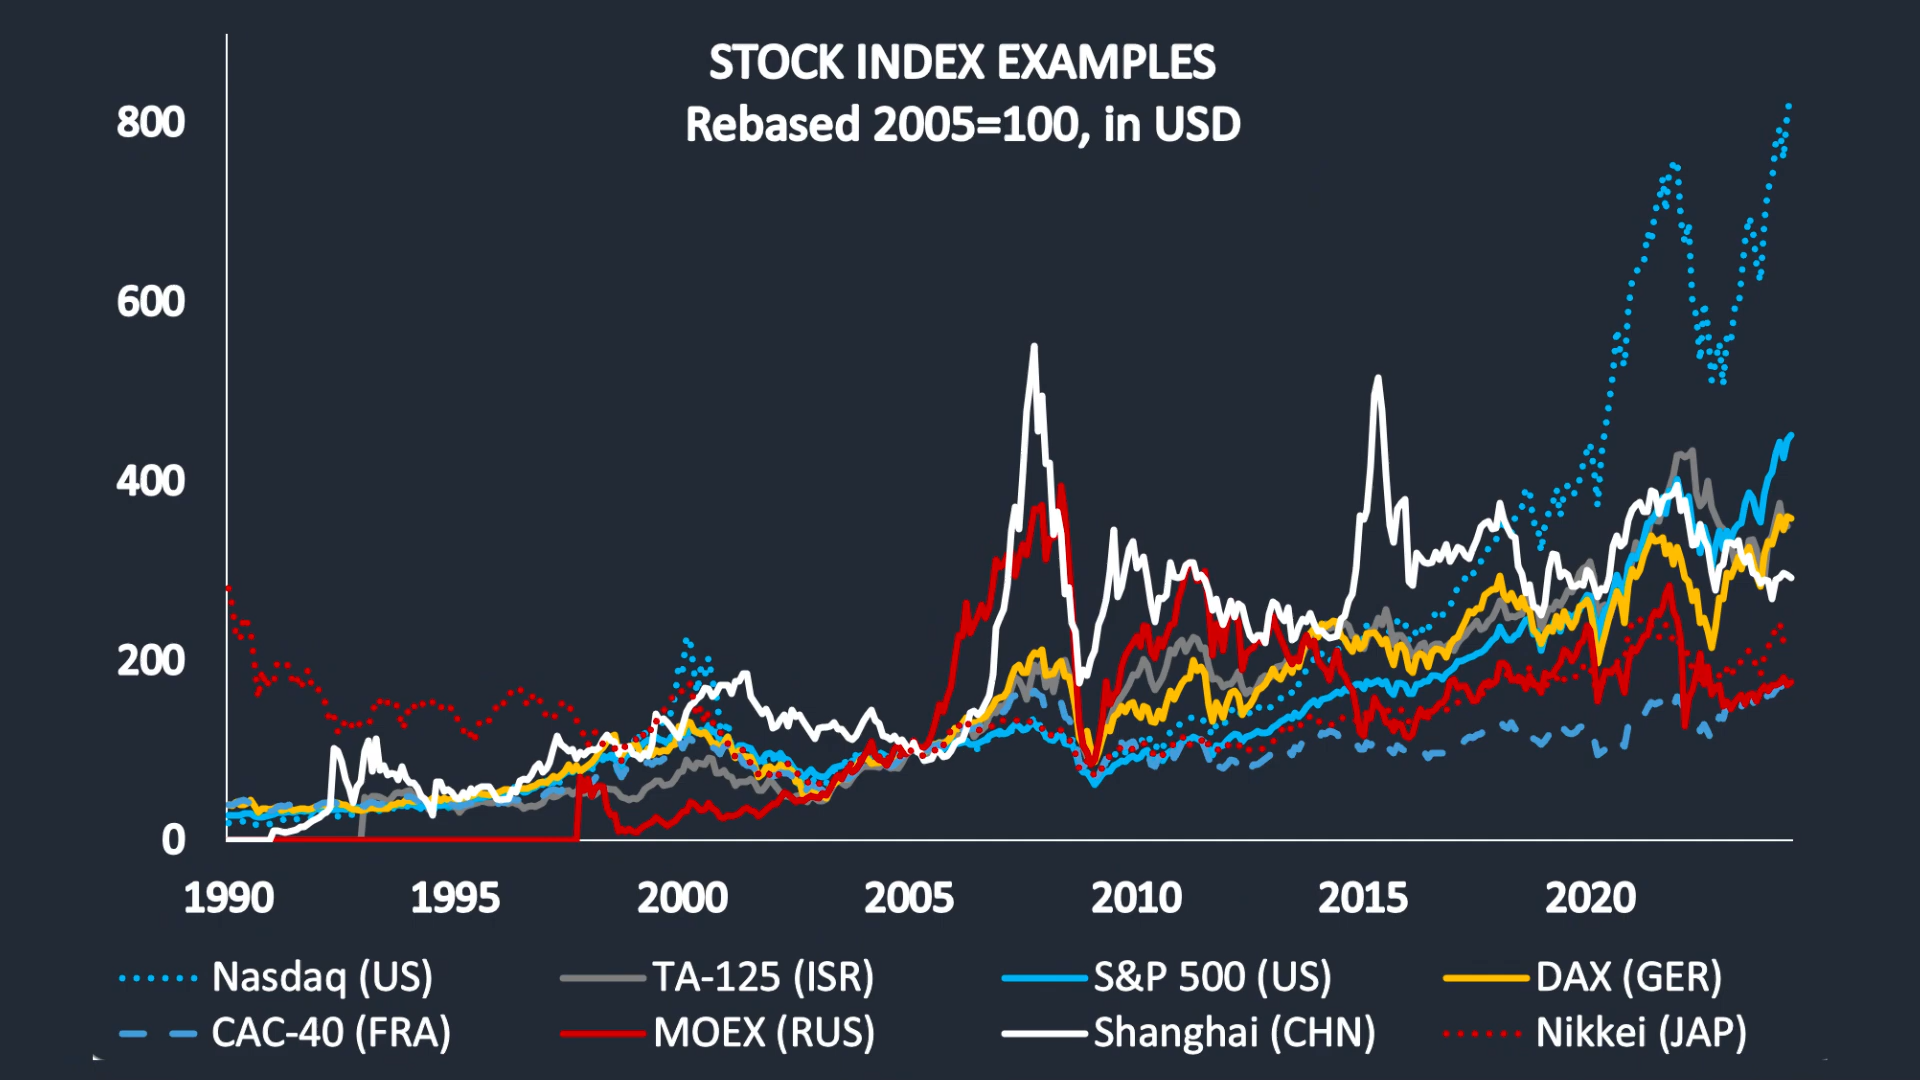 STOCK INDEX EXAMPLES
Rebased 2005=100, in USD
800
600
400
200
0
1990 1995 2000 2005 2010 2015 2020
Nasdaq (US) TA-125 (ISR) S&P 500 (US) DAX (GER)
CAC-40 (FRA) MOEX (RUS) Shanghai (CHN) Nikkei (JAP)